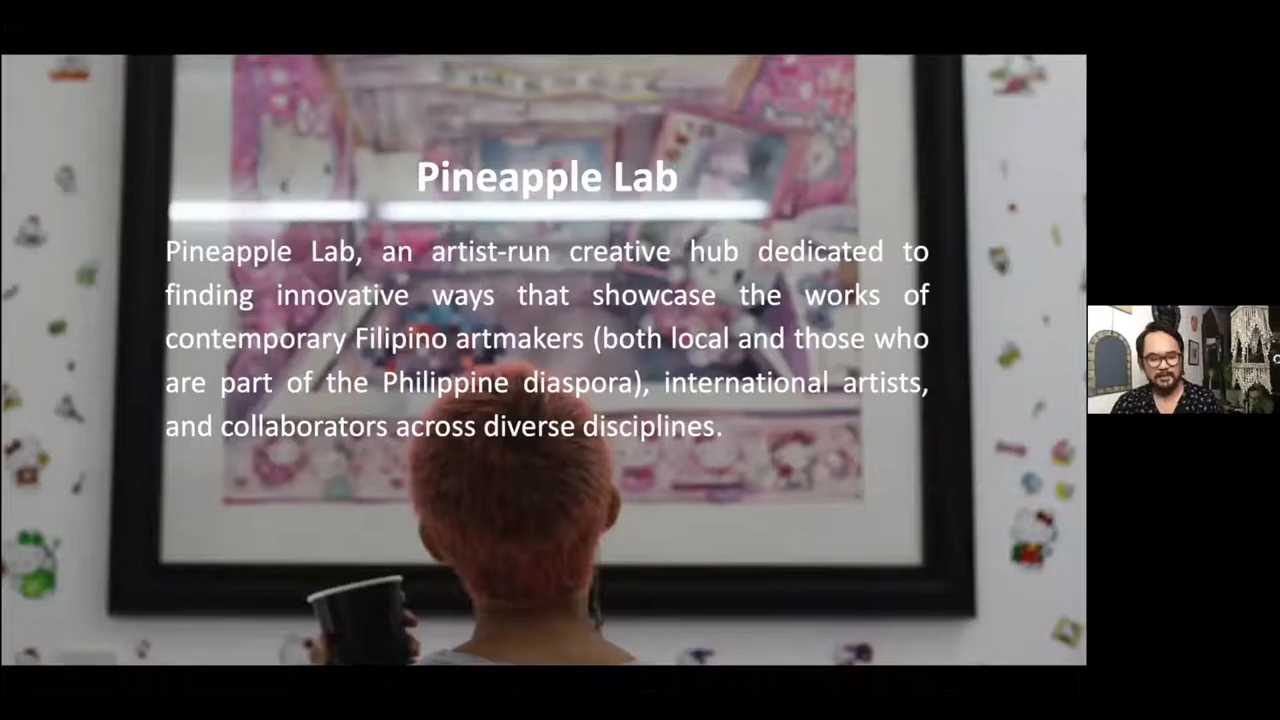 Pineapple Lab
Pineapple Lab, an artist-run creative hub dedicated to
finding innovative ways that showcase the works of
contemporary Filipino artmakers (both local and those who
are part of the Philippine diaspora), international artists,
and collaborators across diverse disciplines.